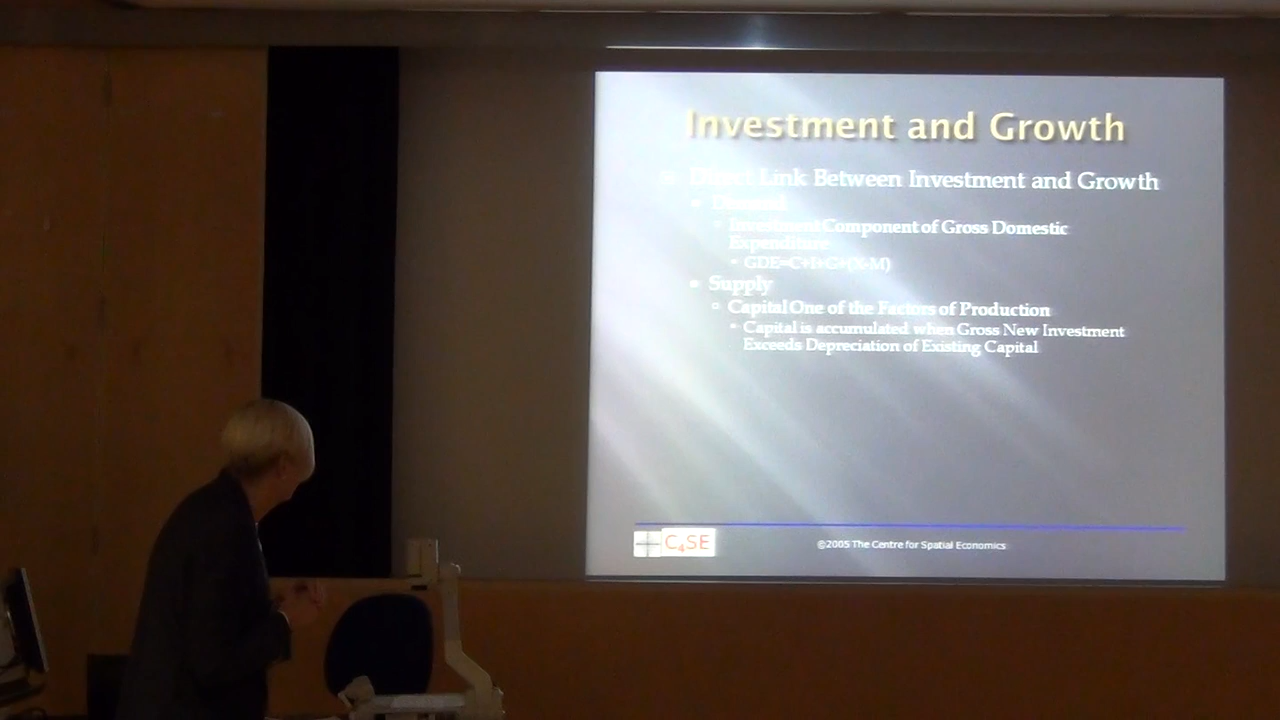 Investment and Growth
Direct Link Between Investment and Growth
Demand
Investment Component of Gross Domestic
Expenditure
GDE=C+I+G+(X-M)
Supply
Capital One of the Factors of Production
Capital is accumulated when Gross New Investment
Exceeds Depreciation of Existing Capital
C4SE
©2005 The Centre for Spatial Economics